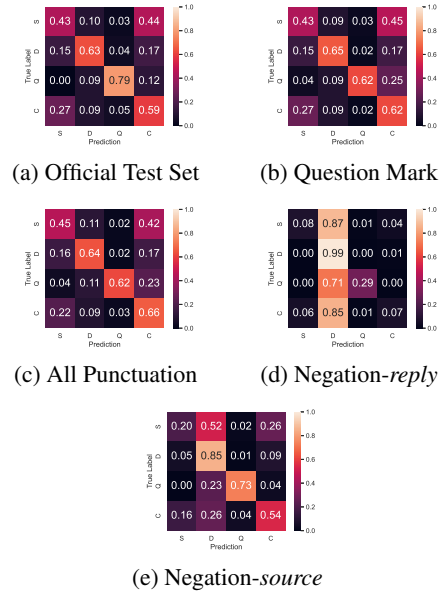 S 0.43 0.10 0.03 0.44 1.0
D 0.15 0.63 0.04 0.17 0.8
Q 0.00 0.09 0.79 0.12 0.6
C 0.27 0.09 0.05 0.59 0.4
0.2
0.0
True Label
S D Q C
Prediction
(a) Official Test Set
S 0.43 0.09 0.03 0.45 1.0
D 0.15 0.65 0.02 0.17 0.8
Q 0.04 0.09 0.62 0.25 0.6
C 0.27 0.09 0.02 0.62 0.4
0.2
0.0
True Label
S D Q C
Prediction
(b) Question Mark
S 0.45 0.11 0.02 0.42 1.0
D 0.16 0.64 0.02 0.17 0.8
Q 0.04 0.11 0.62 0.23 0.6
C 0.22 0.09 0.03 0.66 0.4
0.2
0.0
True Label
S D Q C
Prediction
(c) All Punctuation
S 0.08 0.87 0.01 0.04 1.0
D 0.00 0.99 0.00 0.01 0.8
Q 0.00 0.71 0.29 0.00 0.6
C 0.06 0.85 0.01 0.07 0.4
0.2
0.0
True Label
S D Q C
Prediction
(d) Negation-reply
S 0.20 0.52 0.02 0.26 1.0
D 0.05 0.85 0.01 0.09 0.8
Q 0.00 0.23 0.73 0.04 0.6
C 0.16 0.26 0.04 0.54 0.4
0.2
0.0
True Label
S D Q C
Prediction
(e) Negation-source